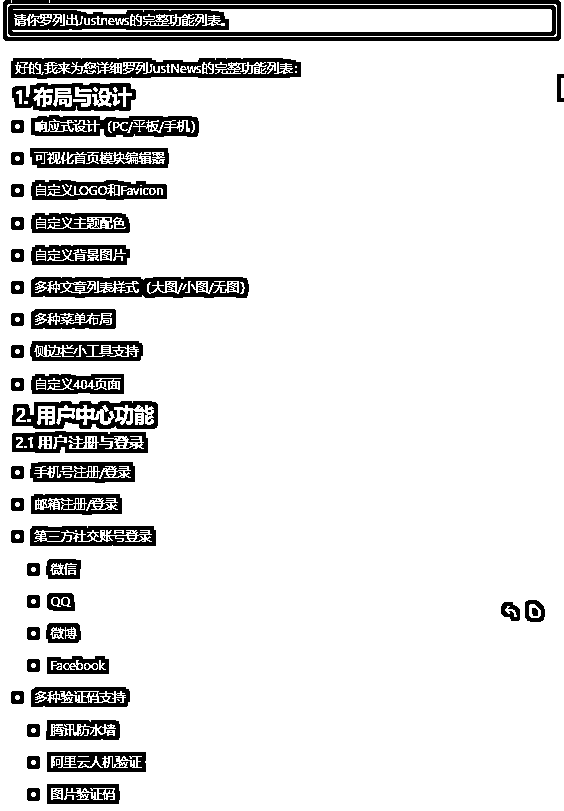 请你罗列出Justnews的完整功能列表。
好的,我来为您详细罗列JustNews的完整功能列表:
1. 布局与设计
响应式设计（PC/平板/手机）
可视化首页模块编辑器
自定义LOGO和Favicon
自定义主题配色
自定义背景图片
多种文章列表样式（大图/小图/无图）
多种菜单布局
侧边栏小工具支持
自定义404页面
2. 用户中心功能
2.1 用户注册与登录
手机号注册/登录
邮箱注册/登录
第三方社交账号登录
微信
QQ
微博
Facebook
多种验证码支持
腾讯防水墙
阿里云人机验证
图片验证码